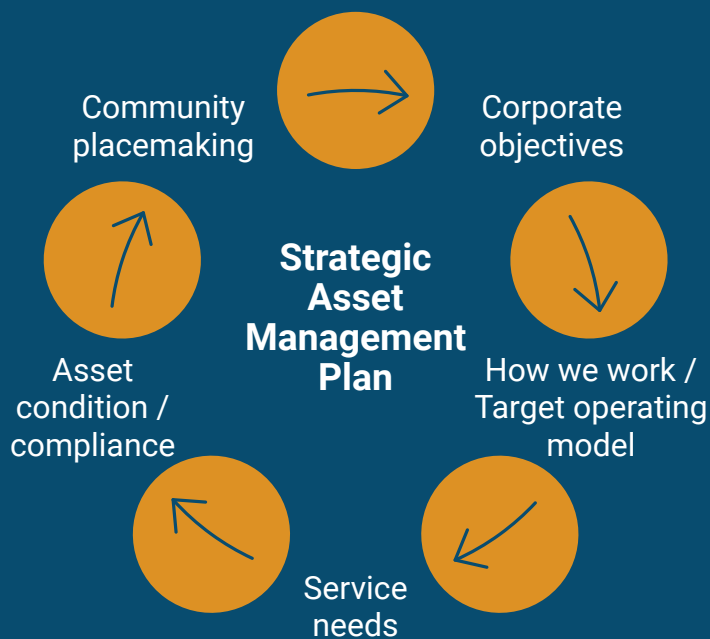 Community
placemaking
Corporate
objectives
Strategic
Asset
Management
Plan
Asset
condition /
compliance
How we work /
Target operating
model
Service
needs